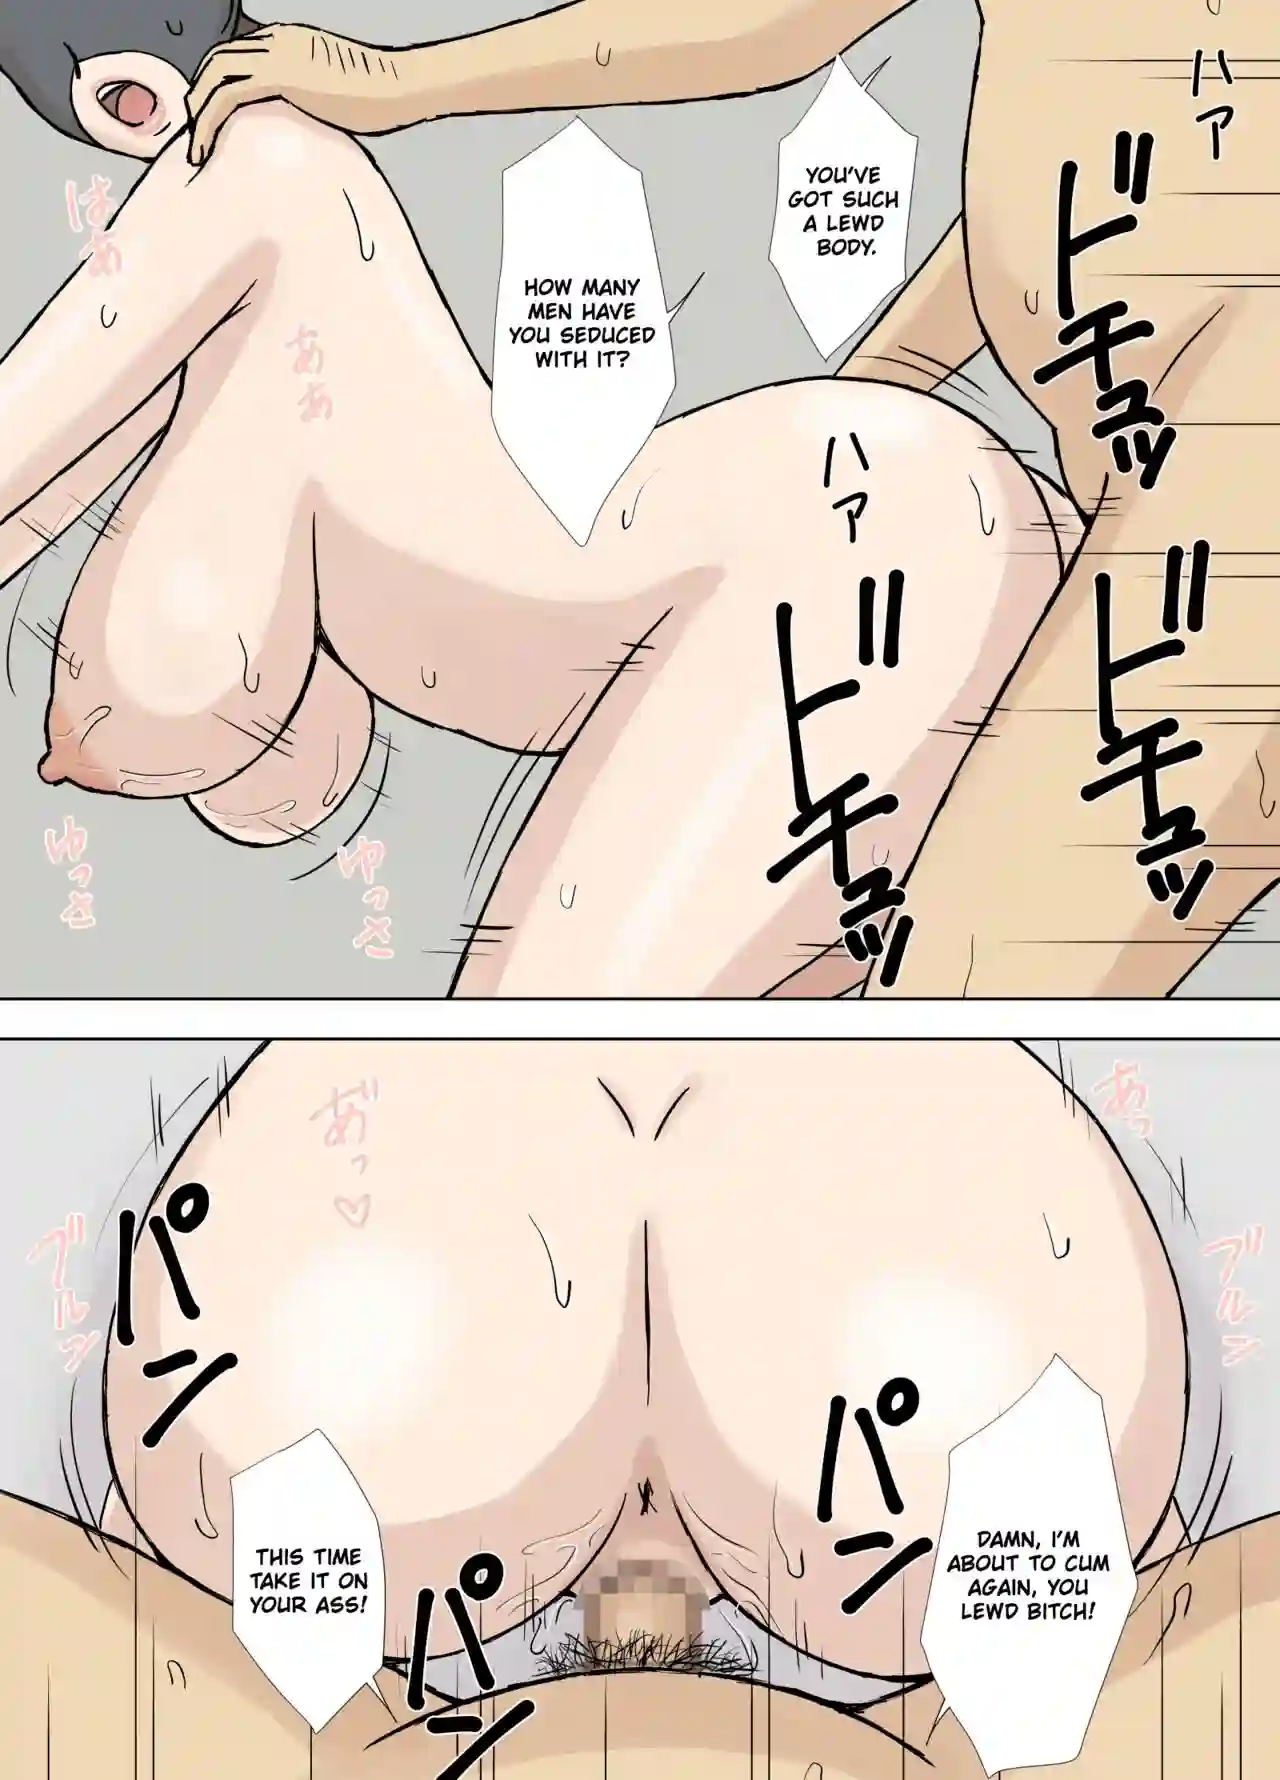 YOU'VE
GOT SUCH
A LEWD
BODY.
HOW MANY
MEN HAVE
YOU SEDUCED
WITH IT?
ハァ
ドチュッ
はぁ
ああ
ハァ
ドチュッ
ドチュッ
ゆっさ
ゆっさ
あっ
あ゛っ♡
ブルン
ブルン
パン
パン
パン
DAMN, I'M
ABOUT TO CUM
AGAIN, YOU
LEWD BITCH!
THIS TIME
TAKE IT ON
YOUR ASS!